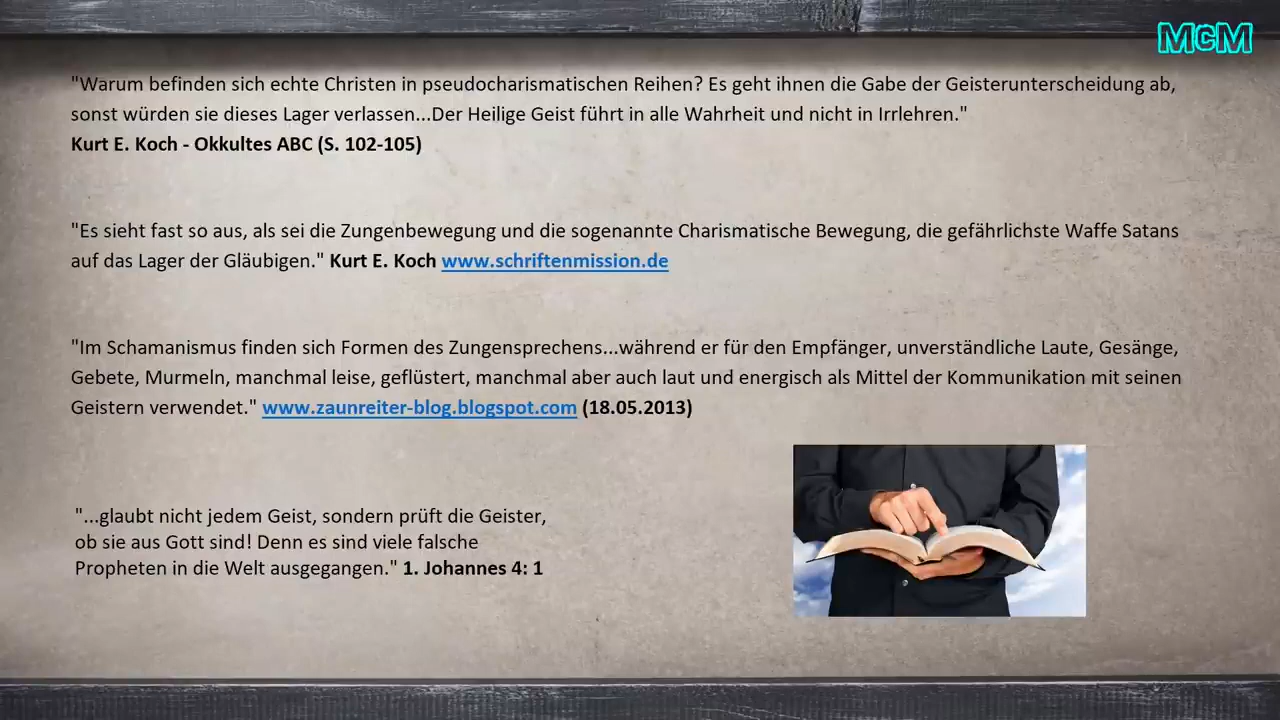 McM
"Warum befinden sich echte Christen in pseudocharismatischen Reihen? Es geht ihnen die Gabe der Geisterunterscheidung ab,
sonst würden sie dieses Lager verlassen...Der Heilige Geist führt in alle Wahrheit und nicht in Irrlehren."
Kurt E. Koch - Okkultes ABC (S. 102-105)
"Es sieht fast so aus, als sei die Zungenbewegung und die sogenannte Charismatische Bewegung, die gefährlichste Waffe Satans
auf das Lager der Gläubigen." Kurt E. Koch www.schriftenmission.de
"Im Schamanismus finden sich Formen des Zungensprechens...während er für den Empfänger, unverständliche Laute, Gesänge,
Gebete, Murmeln, manchmal leise, geflüstert, manchmal aber auch laut und energisch als Mittel der Kommunikation mit seinen
Geistern verwendet." www.zaunreiter-blog.blogspot.com (18.05.2013)
"...glaubt nicht jedem Geist, sondern prüft die Geister,
ob sie aus Gott sind! Denn es sind viele falsche
Propheten in die Welt ausgegangen." 1. Johannes 4: 1